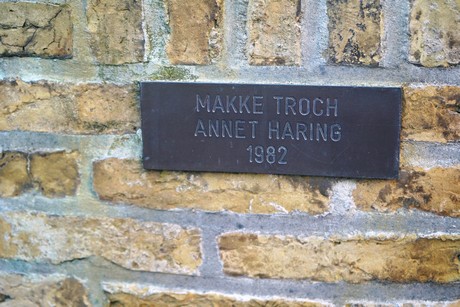 MAKKE TROCH
ANNET HARING
1982